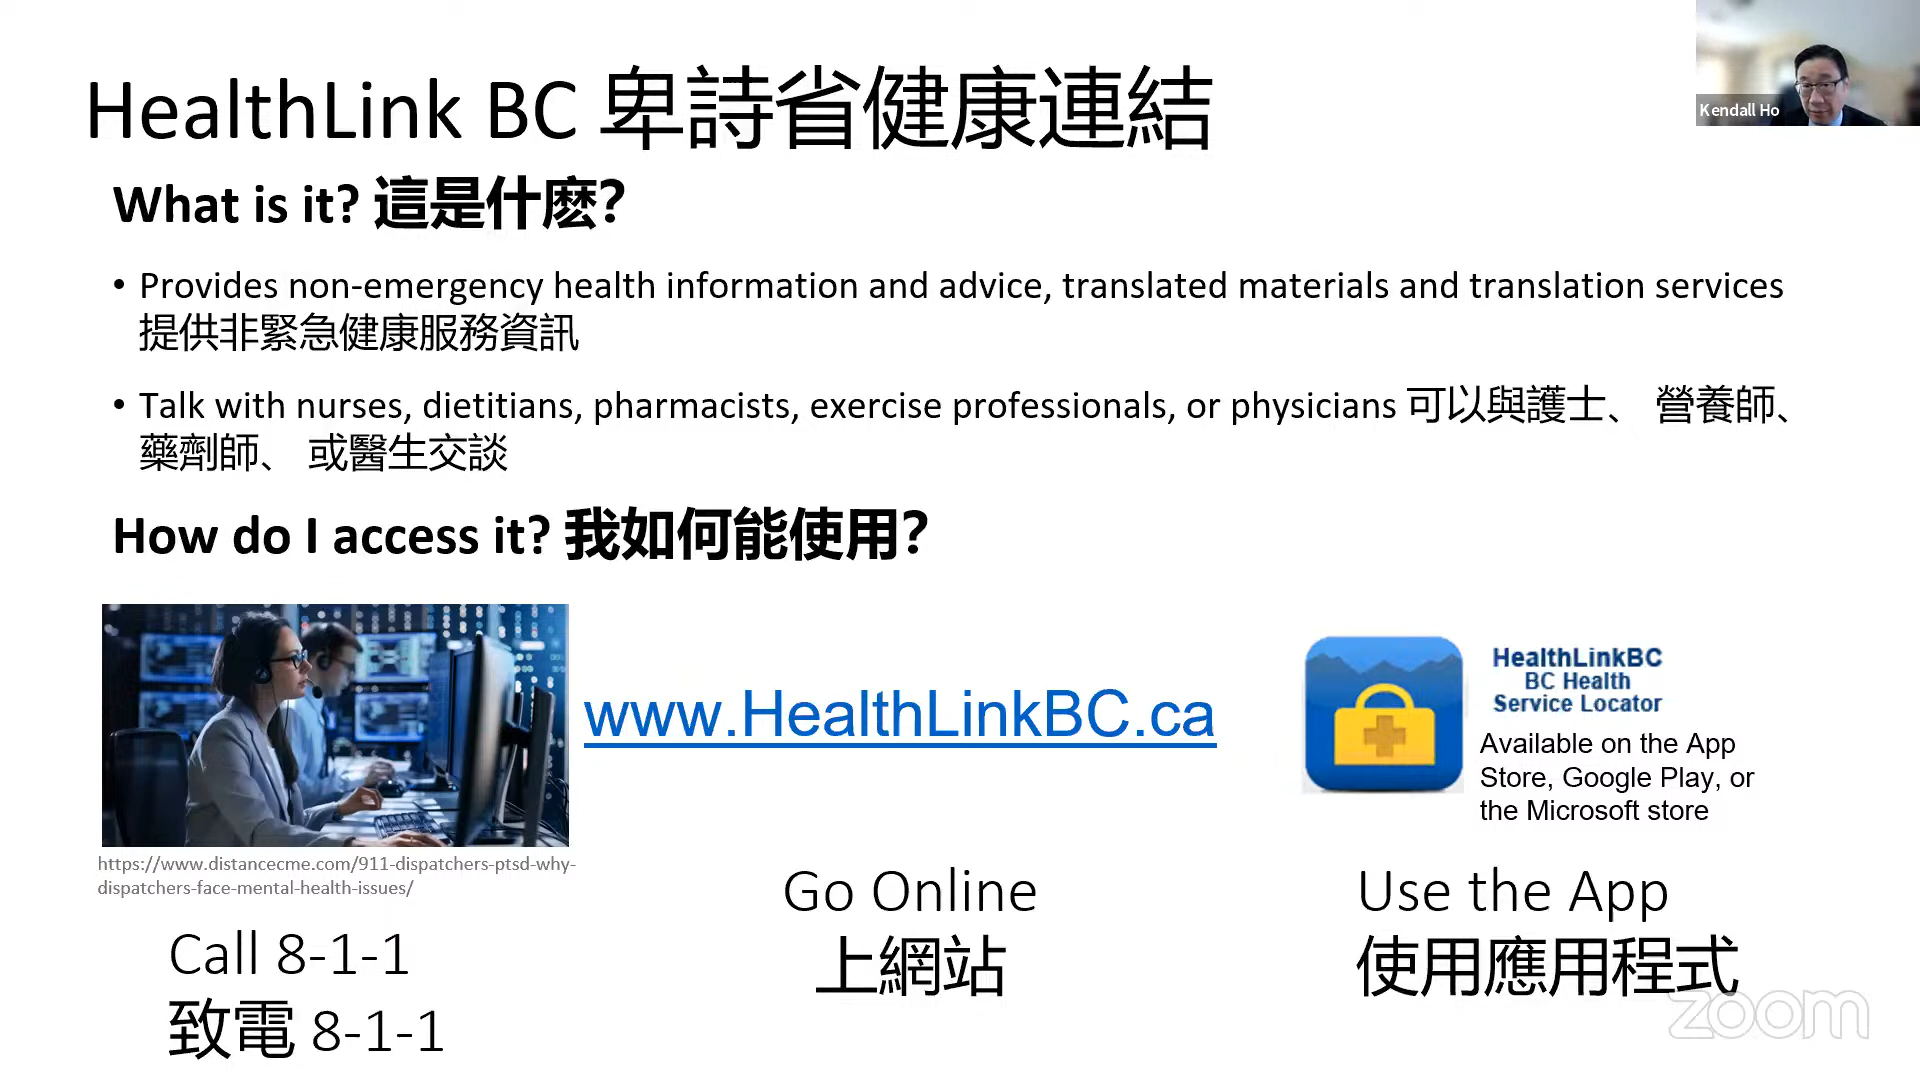 HealthLink BC 卑詩省健康連結
Kendall Ho
What is it? 這是什麽?
• Provides non-emergency health information and advice, translated materials and translation services
提供非緊急健康服務資訊
• Talk with nurses, dietitians, pharmacists, exercise professionals, or physicians 可以與護士、 營養師、
藥劑師、 或醫生交談
How do I access it? 我如何能使用?
https://www.distancecme.com/911-dispatchers-ptsd-why-
dispatchers-face-mental-health-issues/
Call 8-1-1
致電 8-1-1
www.HealthLinkBC.ca
Go Online
上網站
HealthLinkBC
BC Health
Service Locator
Available on the App
Store, Google Play, or
the Microsoft store
Use the App
使用應用程式
zoom